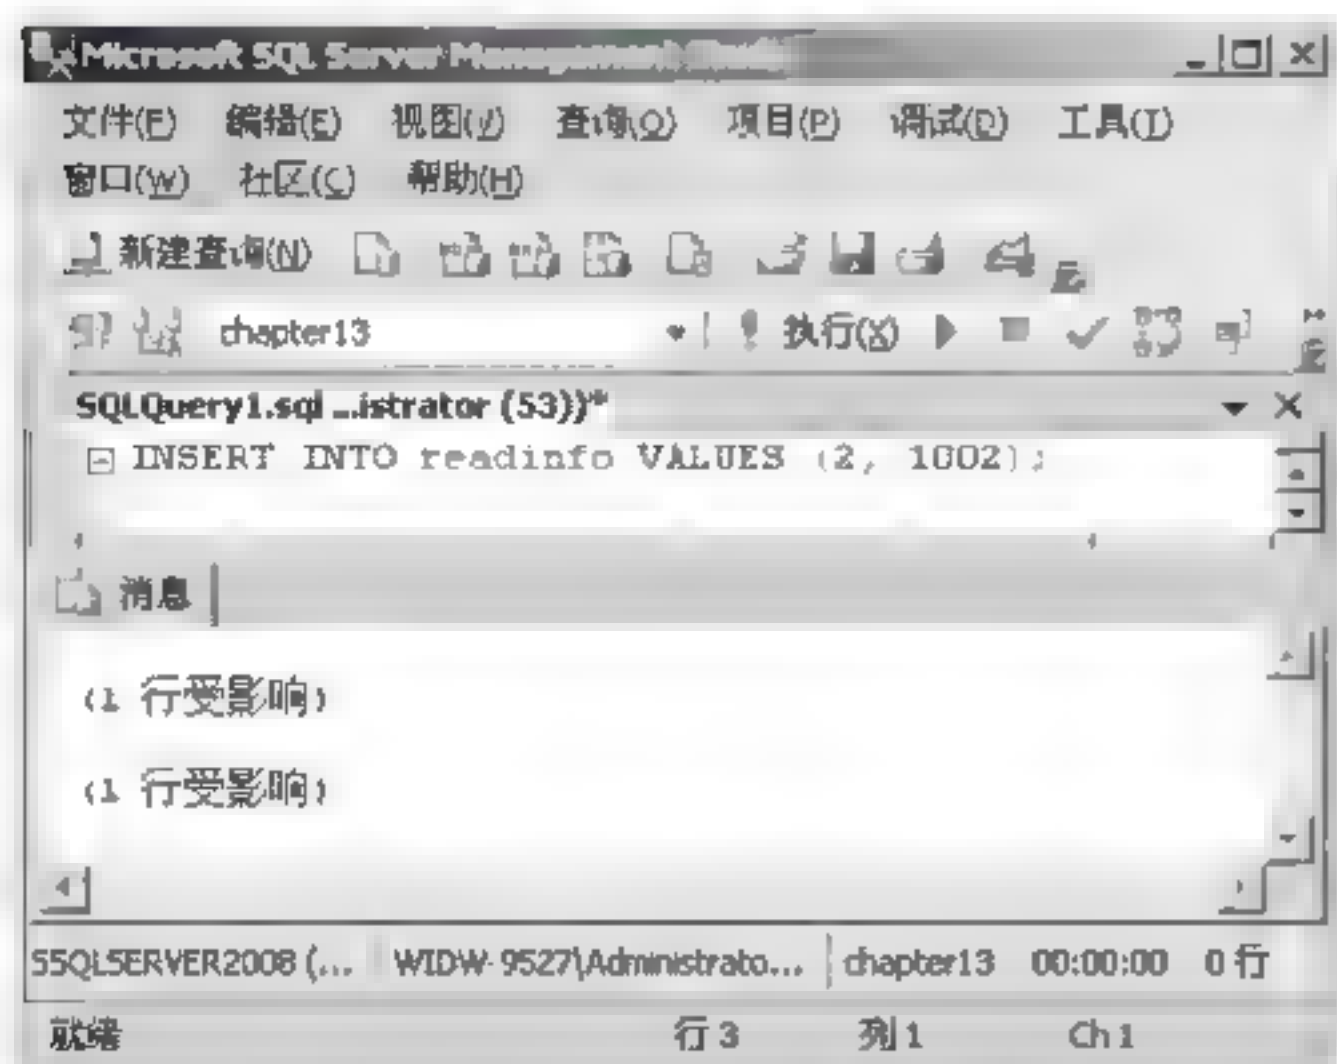 Microsoft SQL Server Management Studio
文件(F) 编辑(E) 视图(V) 查询(Q) 项目(P) 调试(D) 工具(T)
窗口(W) 社区(C) 帮助(H)
新建查询(N)
chapter13 执行(X)
SQLQuery1.sql ...istrator (53))*
INSERT INTO readinfo VALUES (2, 1002);
消息
(1 行受影响)
(1 行受影响)
SSQLSERVER2008 (... WIDW-9527\Administrato... chapter13 00:00:00 0 行
就绪 行 3 列 1 Ch 1